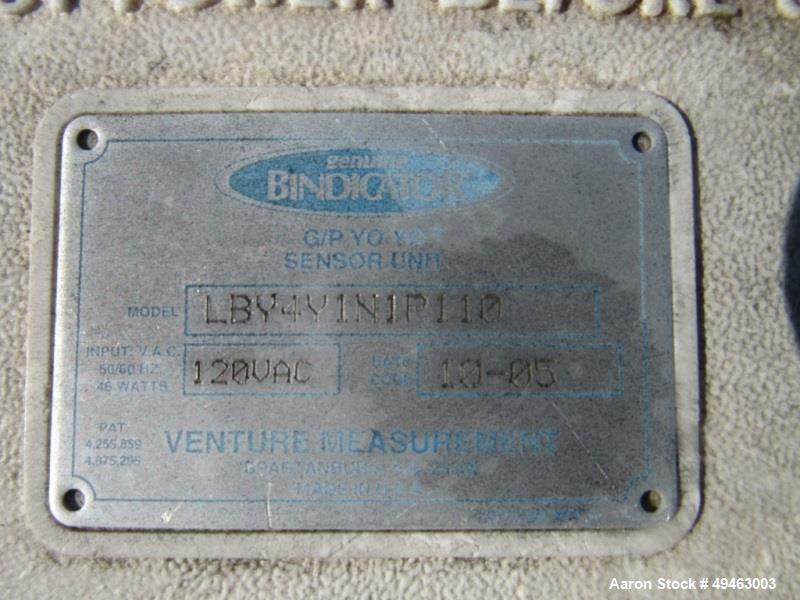 BEFORE
genuine
BINDICATOR
G/P YO-YO
SENSOR UNIT
MODEL LBY4Y1N1P110
INPUT: V.A.C. 50/60 HZ. 46 WATTS 120VAC DATE CODE 10-05
PAT.
4,255,859
4,875,295
VENTURE MEASUREMENT
SPARTANBURG, S.C.
MADE IN U.S.A.
Aaron Stock # 49463003